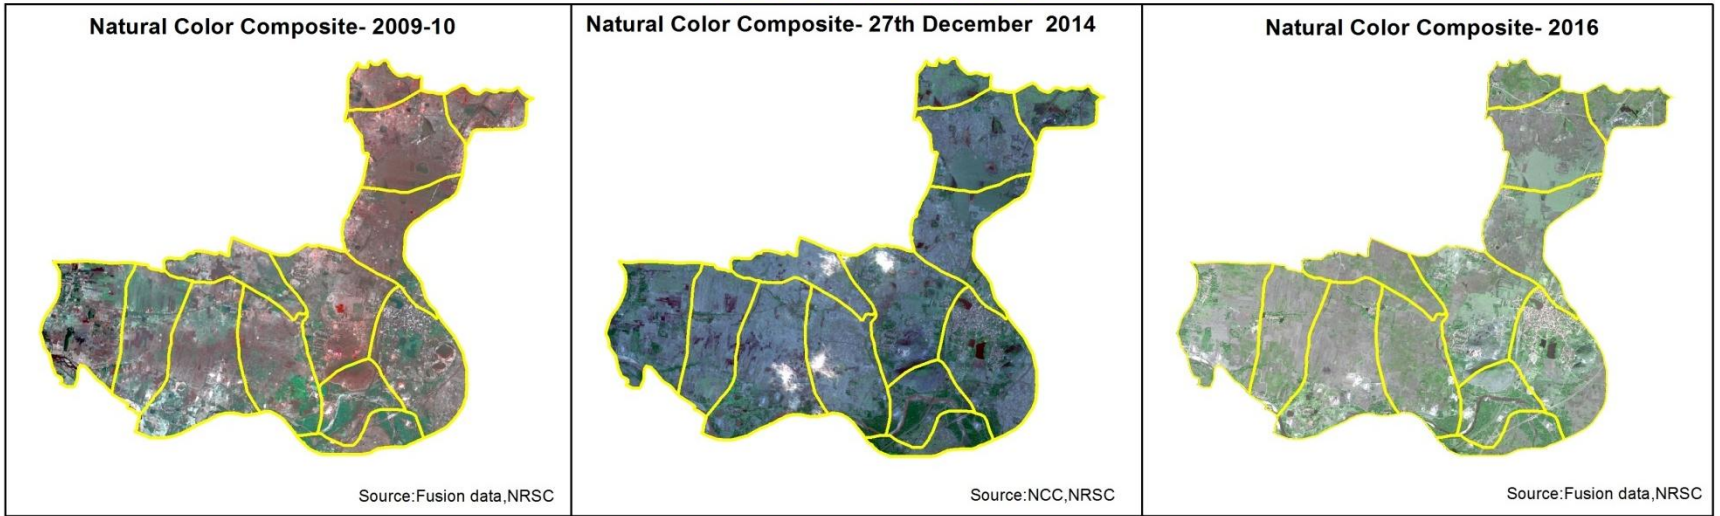 Natural Color Composite- 2009-10
Natural Color Composite- 27th December 2014
Natural Color Composite- 2016
Source:Fusion data,NRSC
Source:NCC,NRSC
Source:Fusion data,NRSC